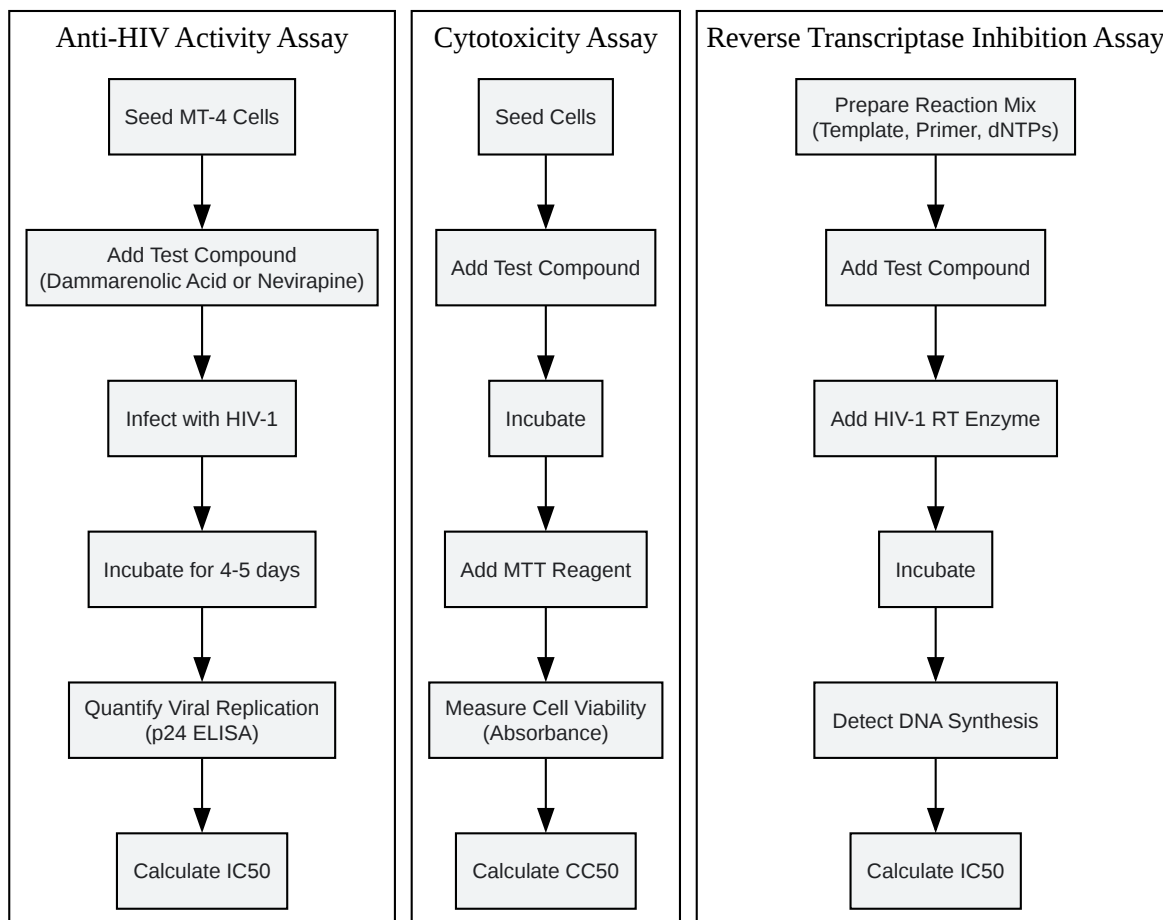 Anti-HIV Activity Assay
Seed MT-4 Cells
Add Test Compound
(Dammarenolic Acid or Nevirapine)
Infect with HIV-1
Incubate for 4-5 days
Quantify Viral Replication
(p24 ELISA)
Calculate IC50
Cytotoxicity Assay
Seed Cells
Add Test Compound
Incubate
Add MTT Reagent
Measure Cell Viability
(Absorbance)
Calculate CC50
Reverse Transcriptase Inhibition Assay
Prepare Reaction Mix
(Template, Primer, dNTPs)
Add Test Compound
Add HIV-1 RT Enzyme
Incubate
Detect DNA Synthesis
Calculate IC50